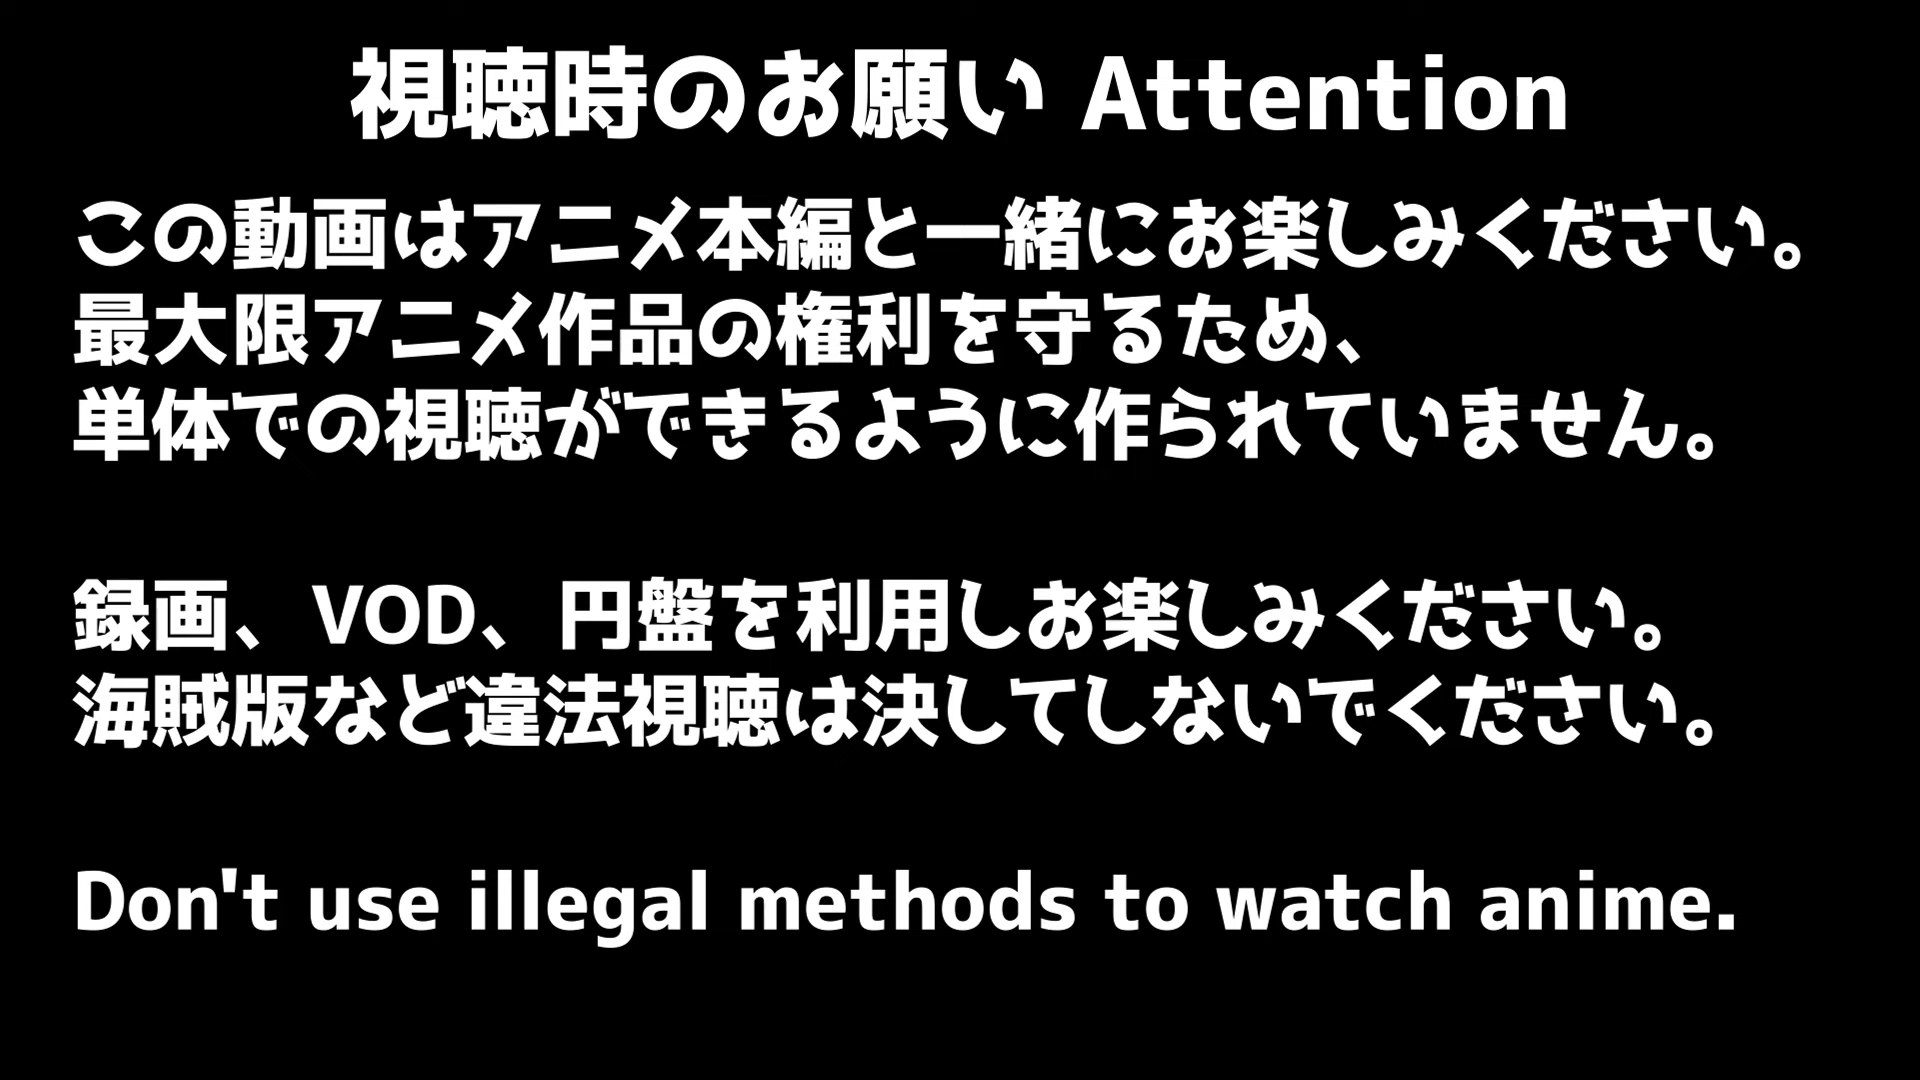 視聴時のお願い Attention
この動画はアニメ本編と一緒にお楽しみください。
最大限アニメ作品の権利を守るため、
単体での視聴ができるように作られていません。
録画、VOD、円盤を利用しお楽しみください。
海賊版など違法視聴は決してしないでください。
Don't use illegal methods to watch anime.